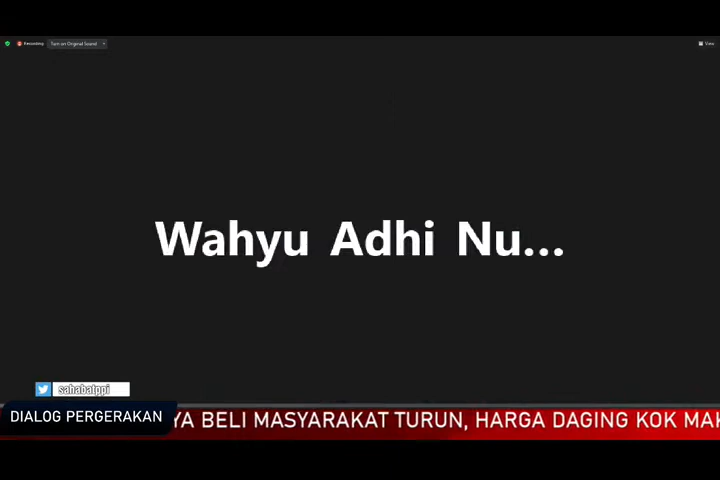 Recording
Turn on Original Sound
View
Wahyu Adhi Nu...
sahabatppi
DIALOG PERGERAKAN
YA BELI MASYARAKAT TURUN, HARGA DAGING KOK MAK